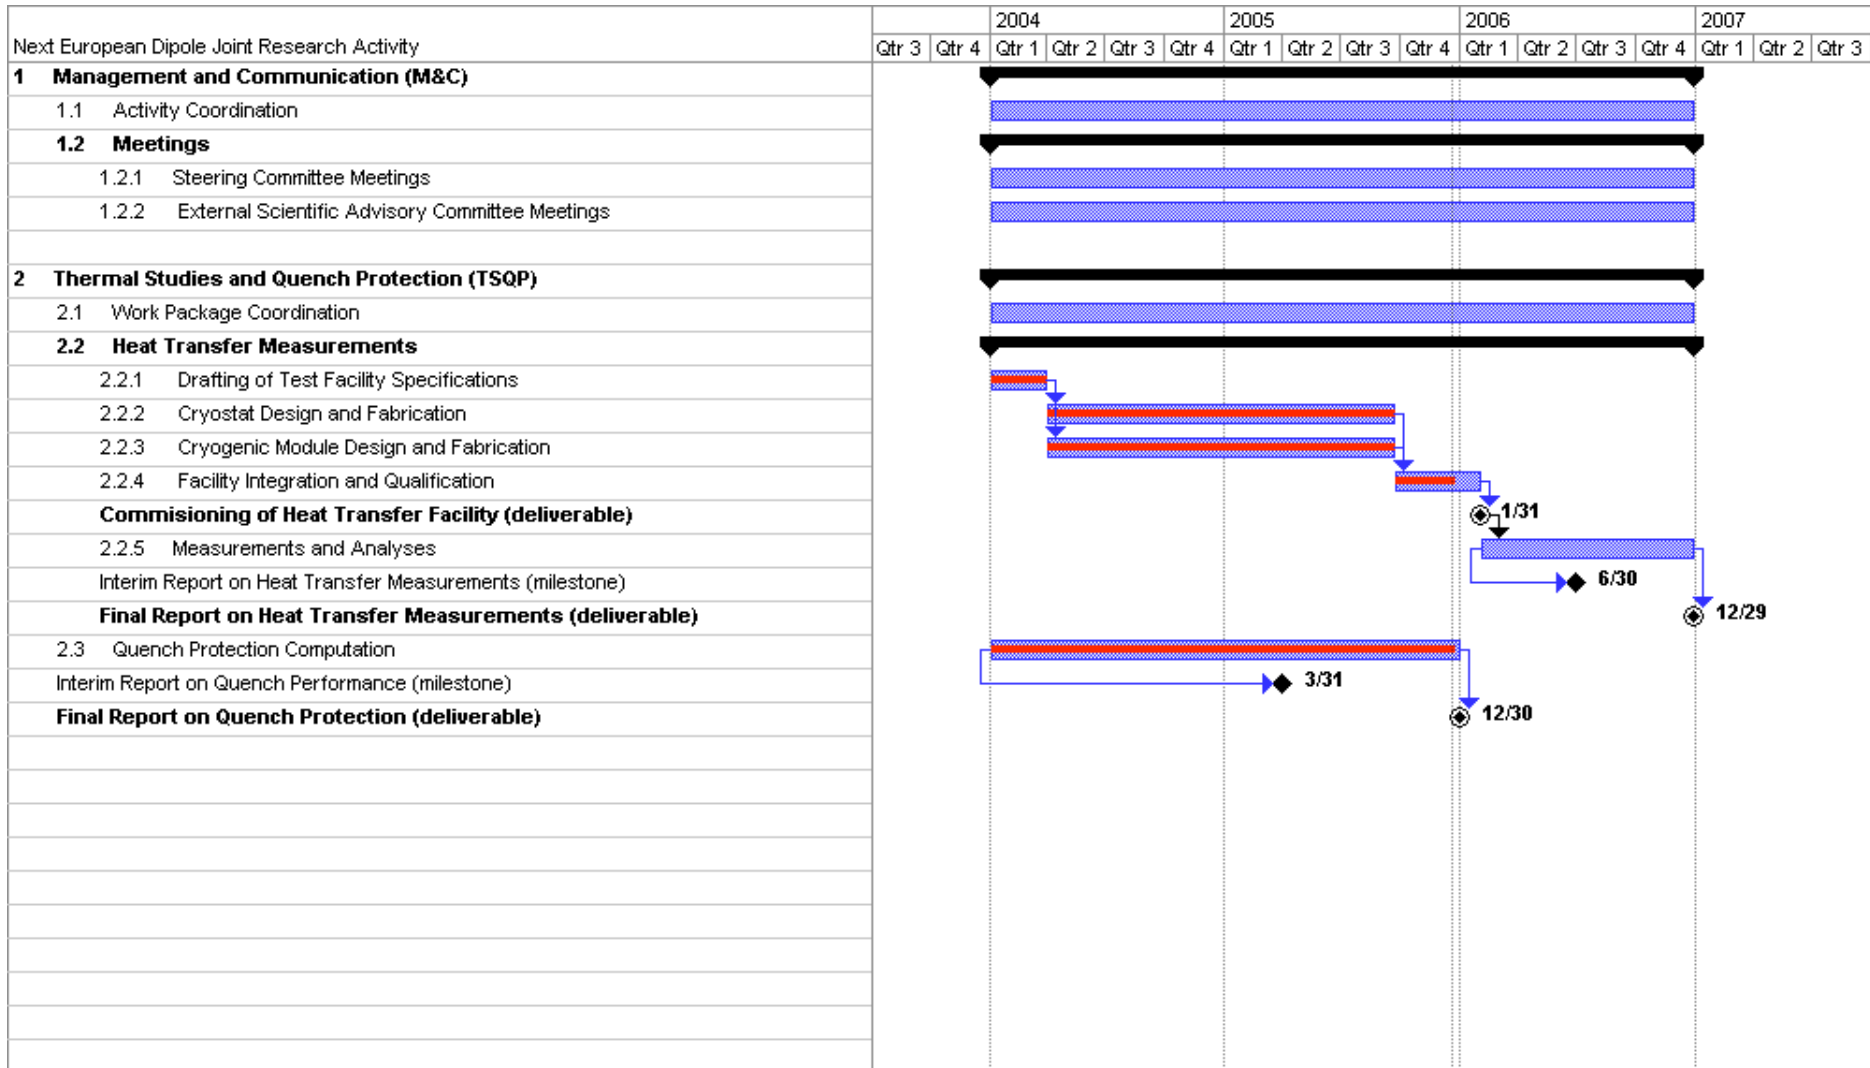 2004 2005 2006 2007
Next European Dipole Joint Research Activity Qtr 3 Qtr 4 Qtr 1 Qtr 2 Qtr 3 Qtr 4 Qtr 1 Qtr 2 Qtr 3 Qtr 4 Qtr 1 Qtr 2 Qtr 3 Qtr 4 Qtr 1 Qtr 2 Qtr 3
1 Management and Communication (M&C)
1.1 Activity Coordination
1.2 Meetings
1.2.1 Steering Committee Meetings
1.2.2 External Scientific Advisory Committee Meetings
2 Thermal Studies and Quench Protection (TSQP)
2.1 Work Package Coordination
2.2 Heat Transfer Measurements
2.2.1 Drafting of Test Facility Specifications
2.2.2 Cryostat Design and Fabrication
2.2.3 Cryogenic Module Design and Fabrication
2.2.4 Facility Integration and Qualification
Commisioning of Heat Transfer Facility (deliverable) 1/31
2.2.5 Measurements and Analyses
Interim Report on Heat Transfer Measurements (milestone) 6/30
Final Report on Heat Transfer Measurements (deliverable) 12/29
2.3 Quench Protection Computation
Interim Report on Quench Performance (milestone) 3/31
Final Report on Quench Protection (deliverable) 12/30